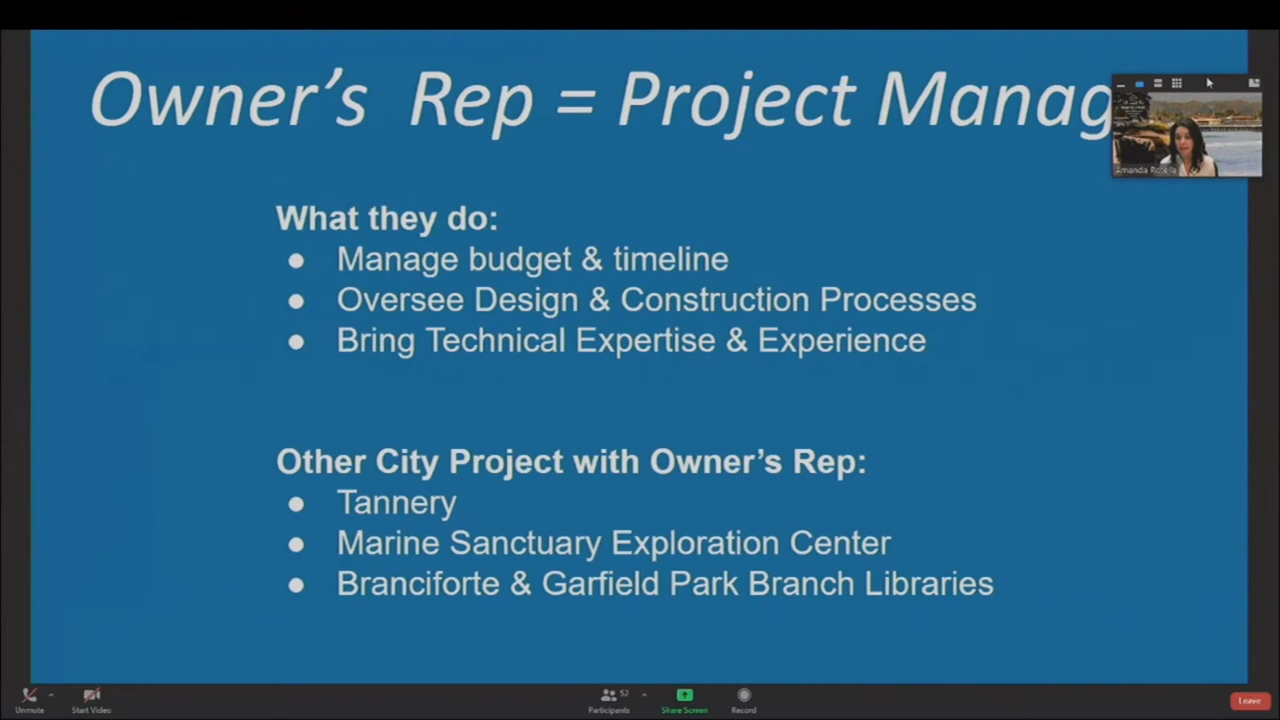 Owner's Rep = Project Manag
Amanda
What they do:
● Manage budget & timeline
● Oversee Design & Construction Processes
● Bring Technical Expertise & Experience
Other City Project with Owner's Rep:
● Tannery
● Marine Sanctuary Exploration Center
● Branciforte & Garfield Park Branch Libraries
Unmute
Start Video
52
Participants
Share Screen
Record
Leave